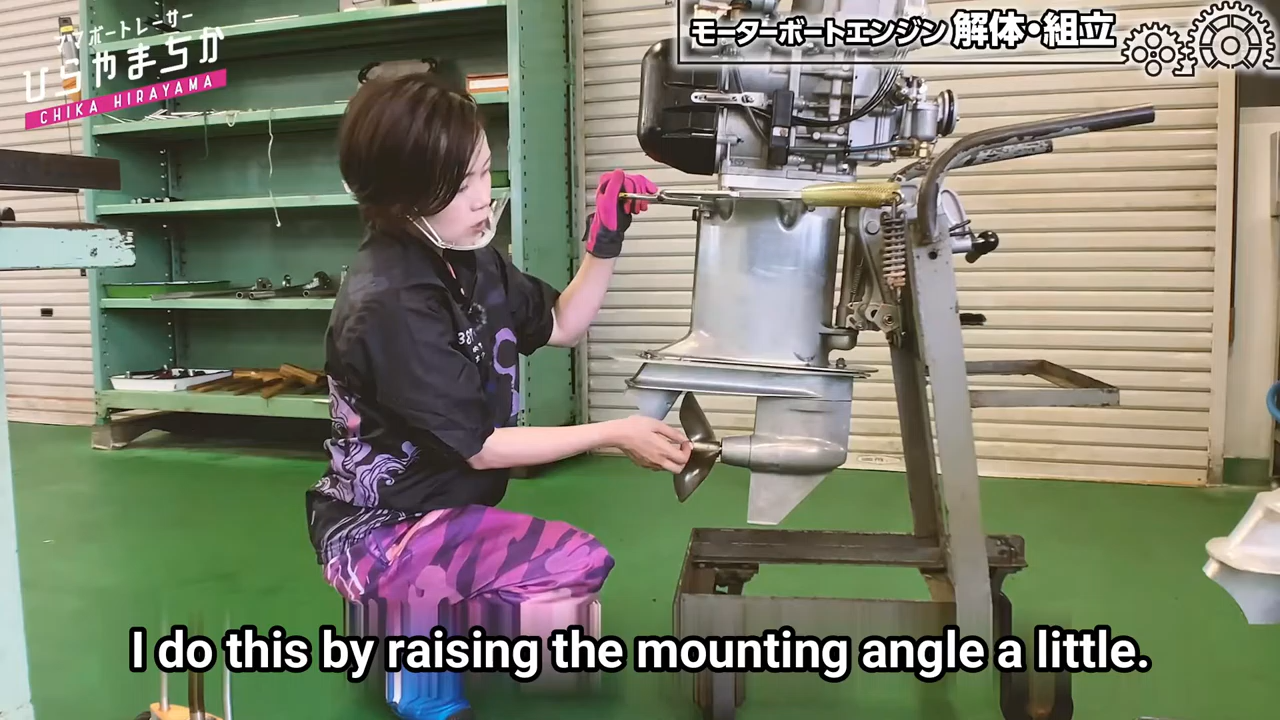 ママボートレーサー
ひらやまちか
CHIKA HIRAYAMA
モーターボートエンジン 解体・組立
I do this by raising the mounting angle a little.